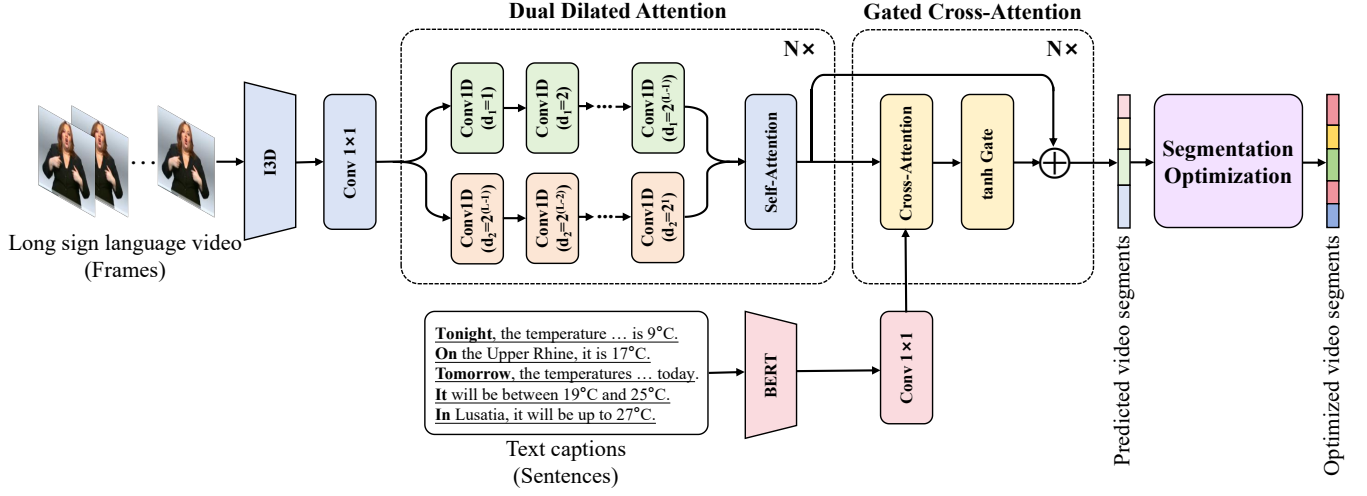 Dual Dilated Attention
Gated Cross-Attention
N×
N×
Long sign language video
(Frames)
I3D
Conv 1×1
Conv1D
(d₁=1)
Conv1D
(d₁=2)
Conv1D
(d₁=2⁽ᴸ⁻¹⁾)
Conv1D
(d₂=2⁽ᴸ⁻¹⁾)
Conv1D
(d₂=2⁽ᴸ⁻²⁾)
Conv1D
(d₂=2¹)
Self-Attention
Cross-Attention
tanh Gate
Predicted video segments
Segmentation
Optimization
Optimized video segments
Tonight, the temperature … is 9°C.
On the Upper Rhine, it is 17°C.
Tomorrow, the temperatures … today.
It will be between 19°C and 25°C.
In Lusatia, it will be up to 27°C.
Text captions
(Sentences)
BERT
Conv 1×1